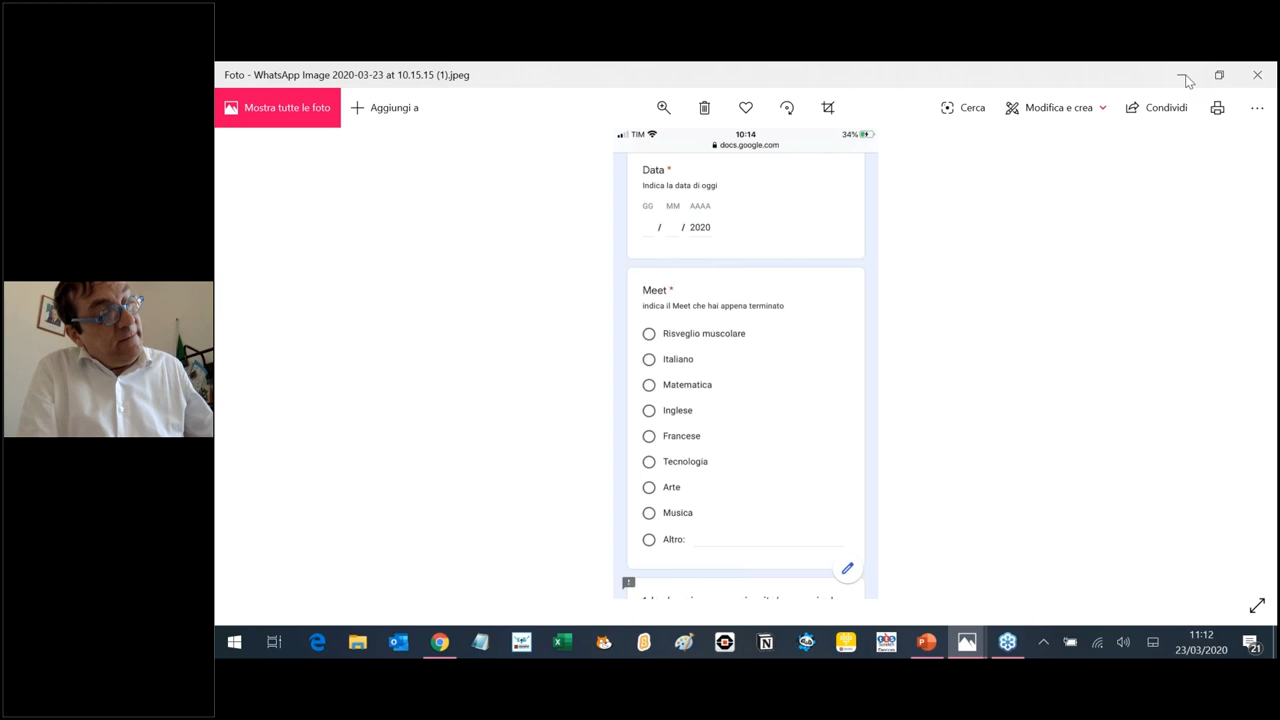 Foto - WhatsApp Image 2020-03-23 at 10.15.15 (1).jpeg
Mostra tutte le foto
Aggiungi a
Cerca
Modifica e crea
Condividi
TIM
10:14
34%
docs.google.com
Data *
Indica la data di oggi
GG MM AAAA
/ / 2020
Meet *
indica il Meet che hai appena terminato
Risveglio muscolare
Italiano
Matematica
Inglese
Francese
Tecnologia
Arte
Musica
Altro:
11:12
23/03/2020
21